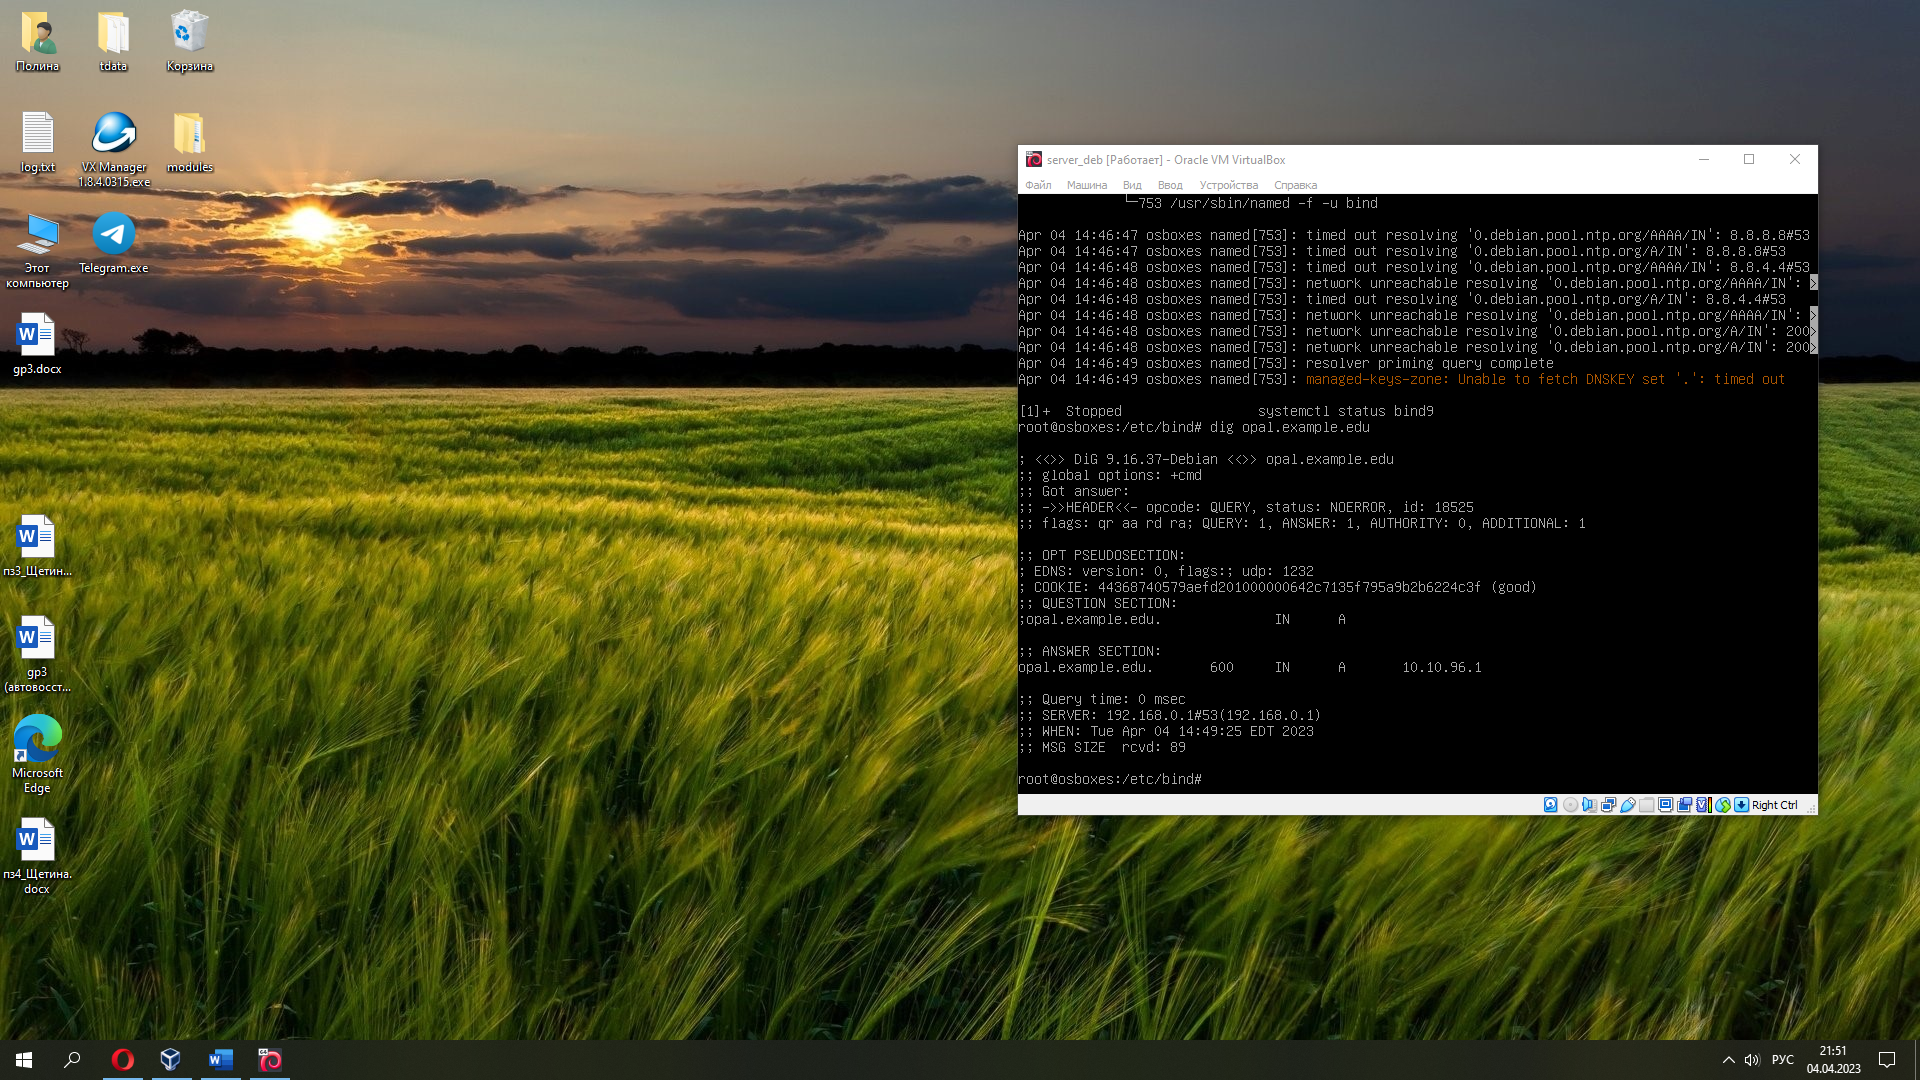 Полина
tdata
Корзина
log.txt
VX Manager
1.8.4.0315.exe
modules
Этот
компьютер
Telegram.exe
gp3.docx
пз3_Щетин...
gp3
(автовосст...
Microsoft
Edge
пз4_Щетина.
docx
server_deb [Работает] - Oracle VM VirtualBox
Файл Машина Вид Ввод Устройства Справка
└─753 /usr/sbin/named -f -u bind
Apr 04 14:46:47 osboxes named[753]: timed out resolving '0.debian.pool.ntp.org/AAAA/IN': 8.8.8.8#53
Apr 04 14:46:47 osboxes named[753]: timed out resolving '0.debian.pool.ntp.org/A/IN': 8.8.8.8#53
Apr 04 14:46:48 osboxes named[753]: timed out resolving '0.debian.pool.ntp.org/AAAA/IN': 8.8.4.4#53
Apr 04 14:46:48 osboxes named[753]: network unreachable resolving '0.debian.pool.ntp.org/AAAA/IN': >
Apr 04 14:46:48 osboxes named[753]: timed out resolving '0.debian.pool.ntp.org/A/IN': 8.8.4.4#53
Apr 04 14:46:48 osboxes named[753]: network unreachable resolving '0.debian.pool.ntp.org/AAAA/IN': >
Apr 04 14:46:48 osboxes named[753]: network unreachable resolving '0.debian.pool.ntp.org/A/IN': 200>
Apr 04 14:46:48 osboxes named[753]: network unreachable resolving '0.debian.pool.ntp.org/A/IN': 200>
Apr 04 14:46:49 osboxes named[753]: resolver priming query complete
Apr 04 14:46:49 osboxes named[753]: managed-keys-zone: Unable to fetch DNSKEY set '.': timed out
[1]+  Stopped                 systemctl status bind9
root@osboxes:/etc/bind# dig opal.example.edu
; <<>> DiG 9.16.37-Debian <<>> opal.example.edu
;; global options: +cmd
;; Got answer:
;; ->>HEADER<<- opcode: QUERY, status: NOERROR, id: 18525
;; flags: qr aa rd ra; QUERY: 1, ANSWER: 1, AUTHORITY: 0, ADDITIONAL: 1
;; OPT PSEUDOSECTION:
; EDNS: version: 0, flags:; udp: 1232
; COOKIE: 44368740579aefd201000000642c7135f795a9b2b6224c3f (good)
;; QUESTION SECTION:
;opal.example.edu.              IN      A
;; ANSWER SECTION:
opal.example.edu.       600     IN      A       10.10.96.1
;; Query time: 0 msec
;; SERVER: 192.168.0.1#53(192.168.0.1)
;; WHEN: Tue Apr 04 14:49:25 EDT 2023
;; MSG SIZE  rcvd: 89
root@osboxes:/etc/bind#
Right Ctrl
РУС
21:51
04.04.2023